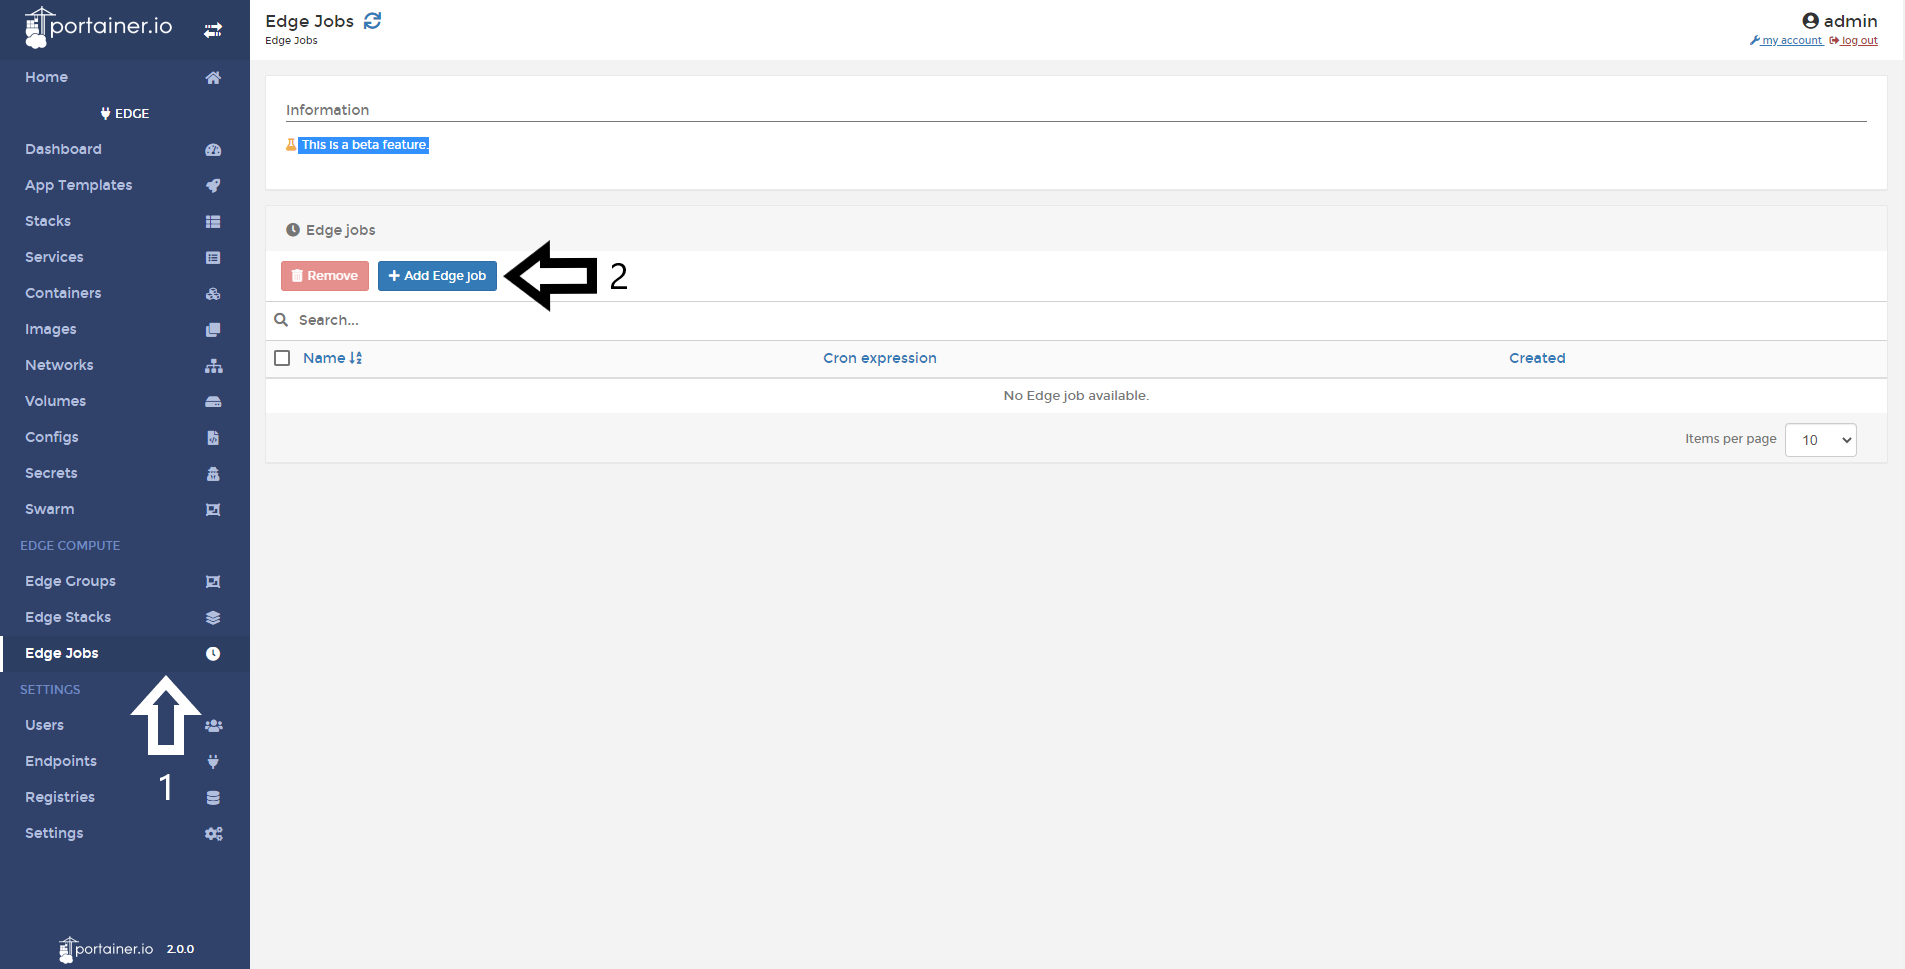 portainer.io
Home
EDGE
Dashboard
App Templates
Stacks
Services
Containers
Images
Networks
Volumes
Configs
Secrets
Swarm
EDGE COMPUTE
Edge Groups
Edge Stacks
Edge Jobs
SETTINGS
Users
Endpoints
1
Registries
Settings
portainer.io 2.0.0
Edge Jobs
Edge Jobs
admin
my account log out
Information
This is a beta feature.
Edge jobs
Remove Add Edge job 2
Search...
Name Cron expression Created
No Edge job available.
Items per page 10